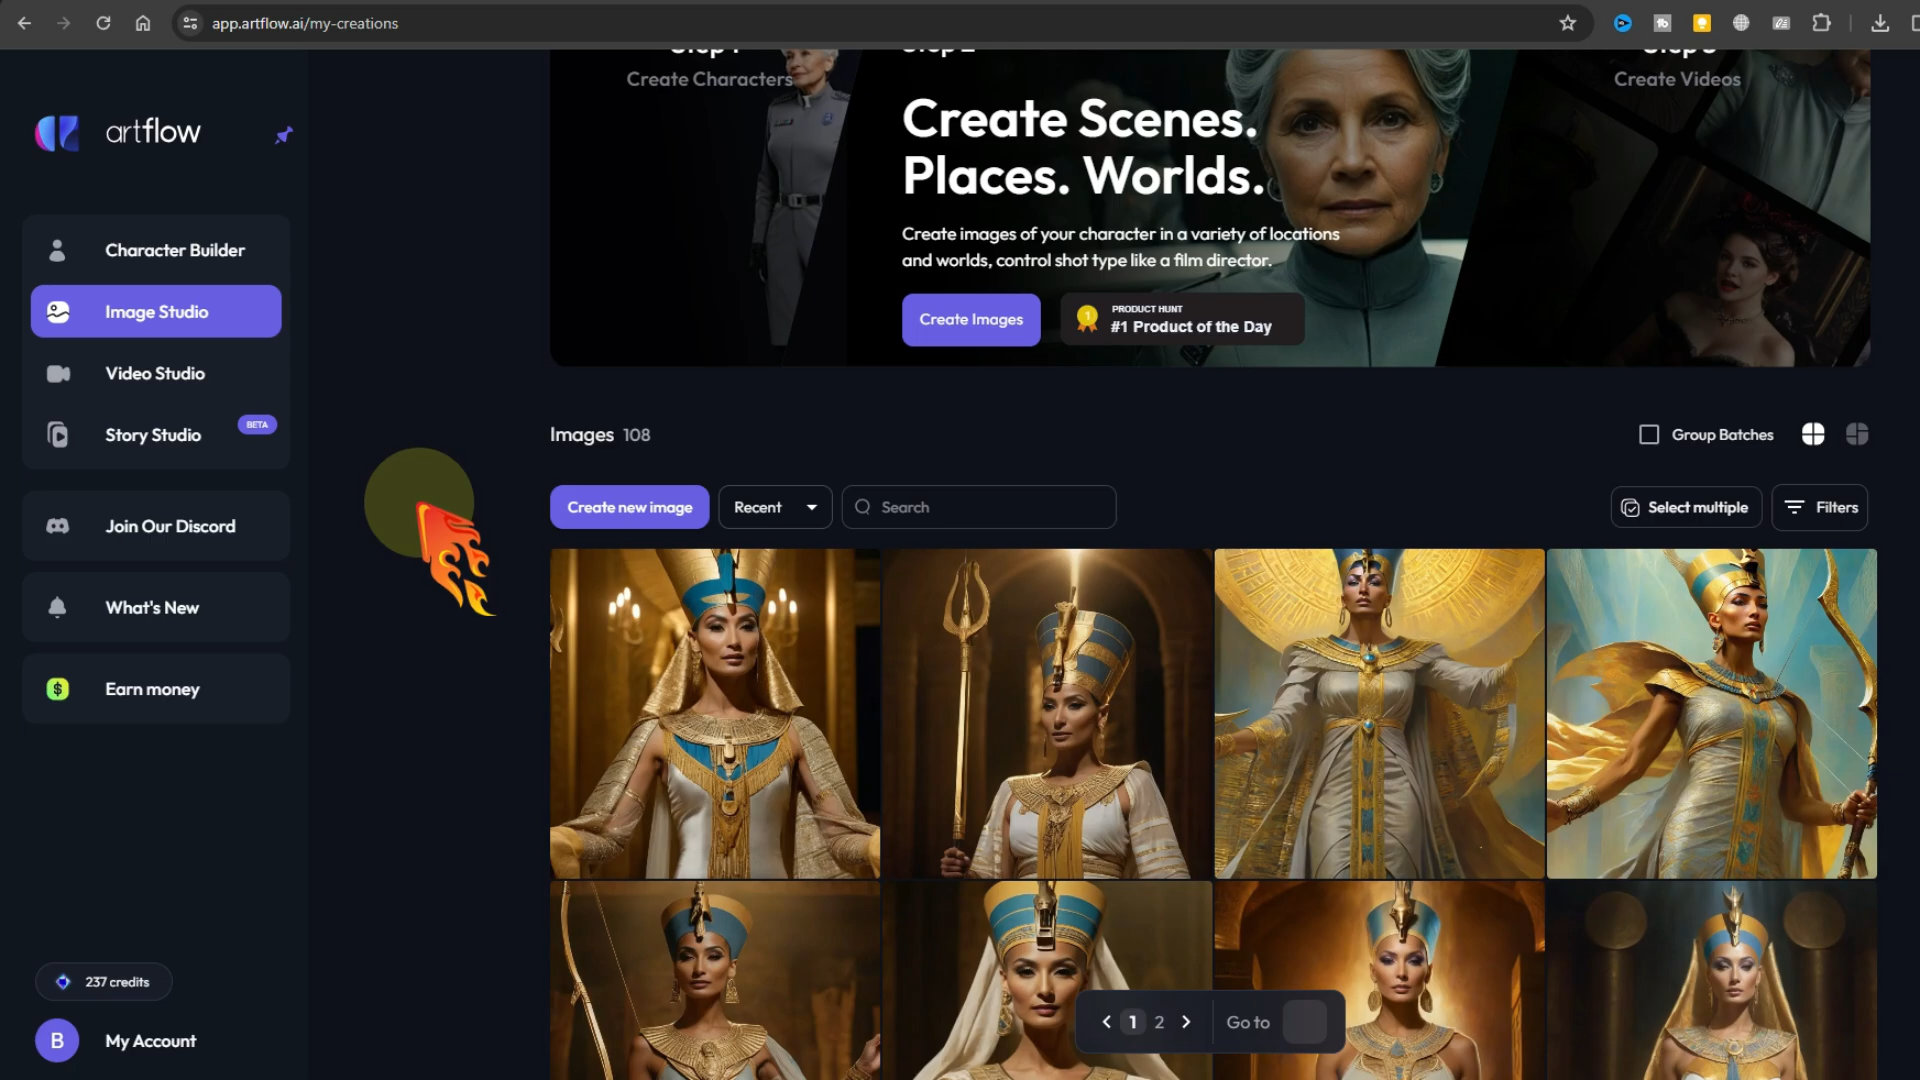 app.artflow.ai/my-creations
artflow
Character Builder
Image Studio
Video Studio
Story Studio
BETA
Join Our Discord
What's New
Earn money
237 credits
B
My Account
Create Characters
Create Scenes.
Places. Worlds.
Create images of your character in a variety of locations
and worlds, control shot type like a film director.
Create Images
1
PRODUCT HUNT
#1 Product of the Day
Create Videos
Images 108
Group Batches
Create new image
Recent
Search
Select multiple
Filters
1 2
Go to